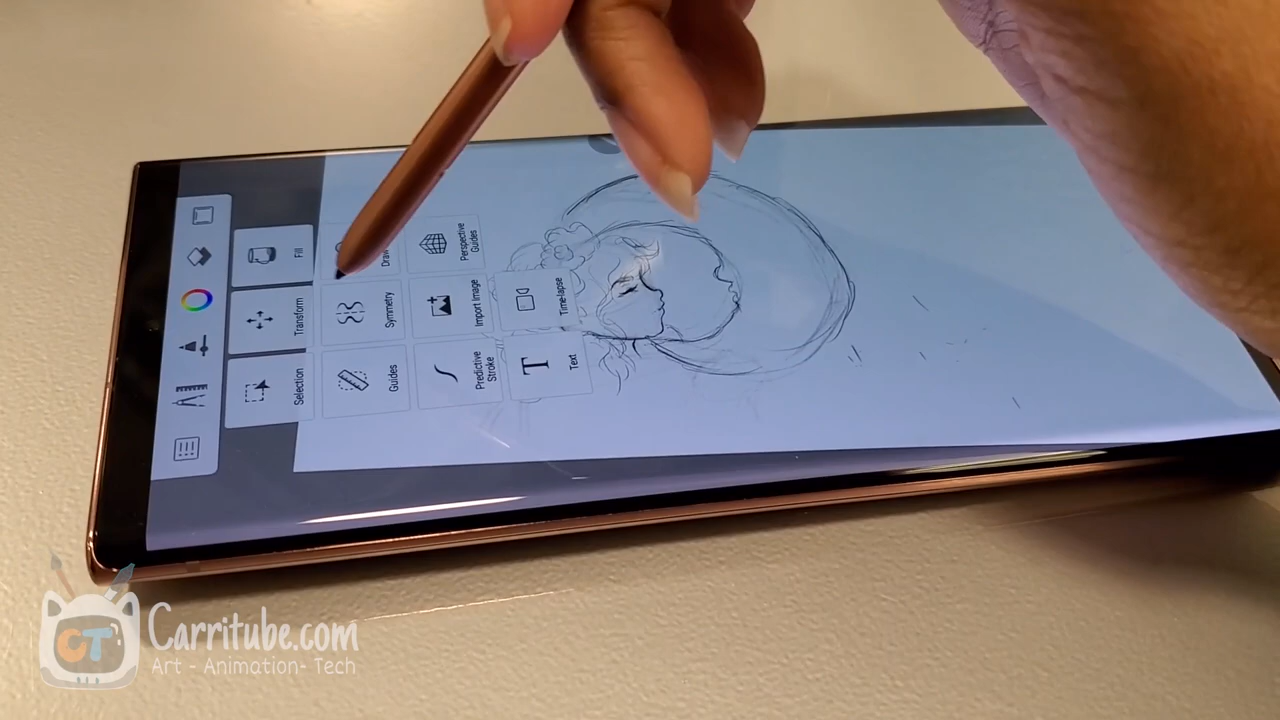 Selection
Transform
Fill
Guides
Symmetry
Draw
Predictive
Stroke
Import Image
Perspective
Guides
T
Text
Time-lapse
CT
Carritube.com
Art - Animation- Tech